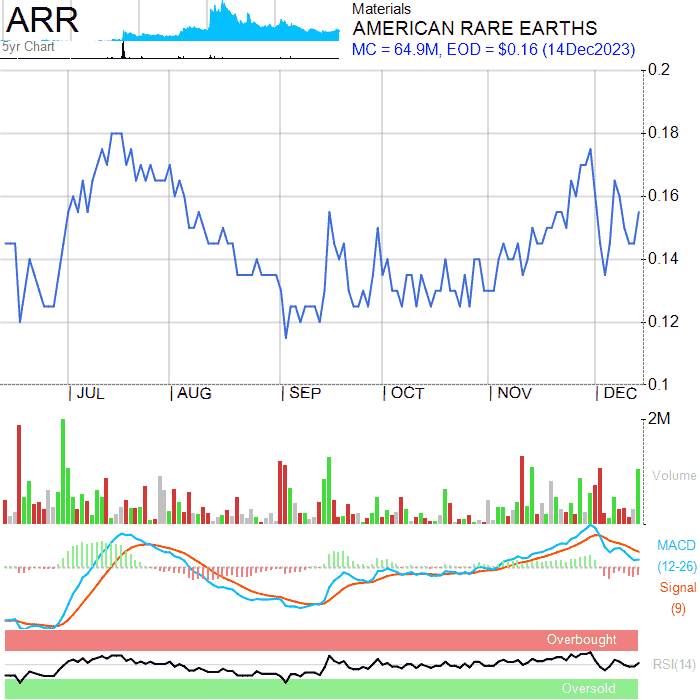 ARR
5yr Chart
Materials
AMERICAN RARE EARTHS
MC = 64.9M, EOD = $0.16 (14Dec2023)
0.2
0.18
0.16
0.14
0.12
0.1
JUL AUG SEP OCT NOV DEC
2M
Volume
MACD
(12-26)
Signal
(9)
Overbought
RSI(14)
Oversold